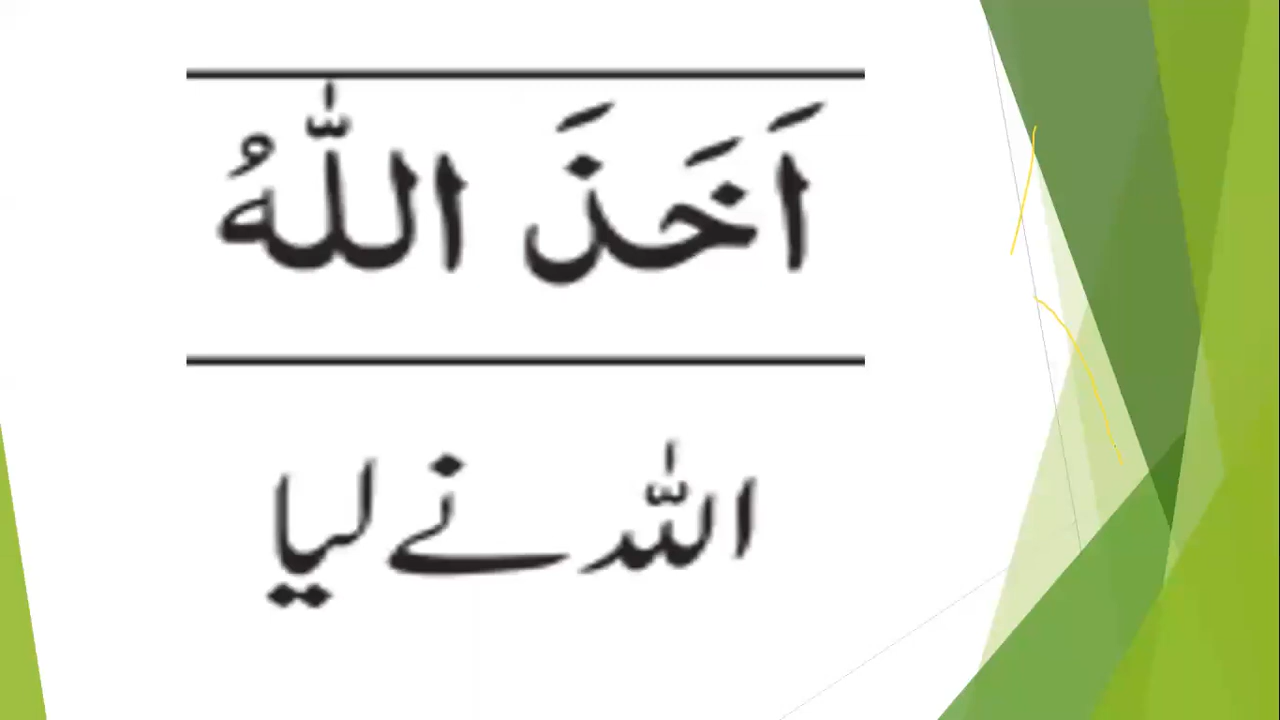 اَخَذَ اللّٰهُ
اللہ نے لیا